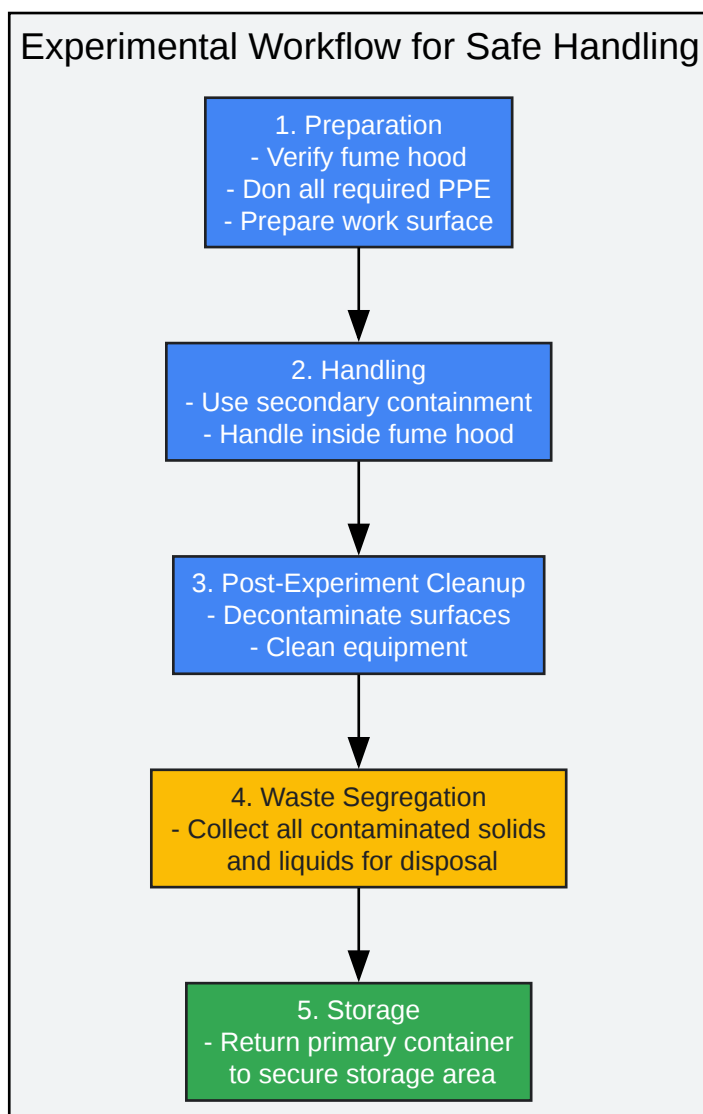 Experimental Workflow for Safe Handling
1. Preparation
- Verify fume hood
- Don all required PPE
- Prepare work surface
2. Handling
- Use secondary containment
- Handle inside fume hood
3. Post-Experiment Cleanup
- Decontaminate surfaces
- Clean equipment
4. Waste Segregation
- Collect all contaminated solids
and liquids for disposal
5. Storage
- Return primary container
to secure storage area